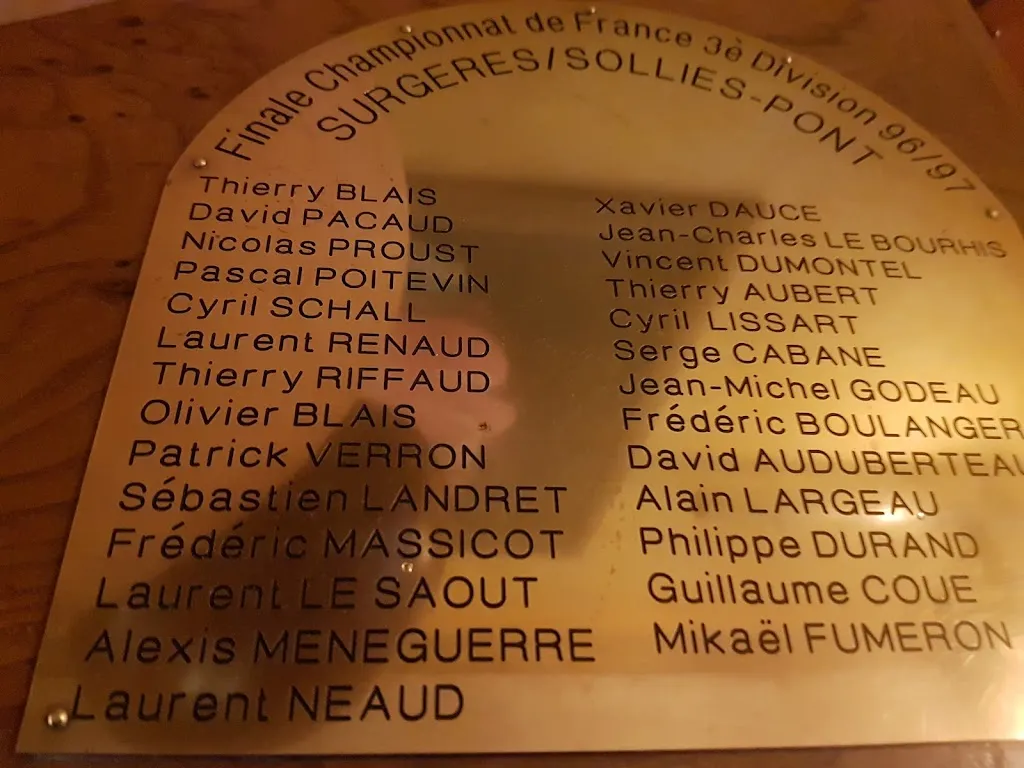 Finale Championnat de France 3è Division 96/97
SURGERES/SOLLIES-PONT
Thierry BLAIS
David PACAUD
Nicolas PROUST
Pascal POITEVIN
Cyril SCHALL
Laurent RENAUD
Thierry RIFFAUD
Olivier BLAIS
Patrick VERRON
Sébastien LANDRET
Frédéric MASSICOT
Laurent LE SAOUT
Alexis MENEGUERRE
Laurent NEAUD
Xavier DAUCE
Jean-Charles LE BOURHIS
Vincent DUMONTEL
Thierry AUBERT
Cyril LISSART
Serge CABANE
Jean-Michel GODEAU
Frédéric BOULANGER
David AUDUBERTEAU
Alain LARGEAU
Philippe DURAND
Guillaume COUE
Mikaël FUMERON